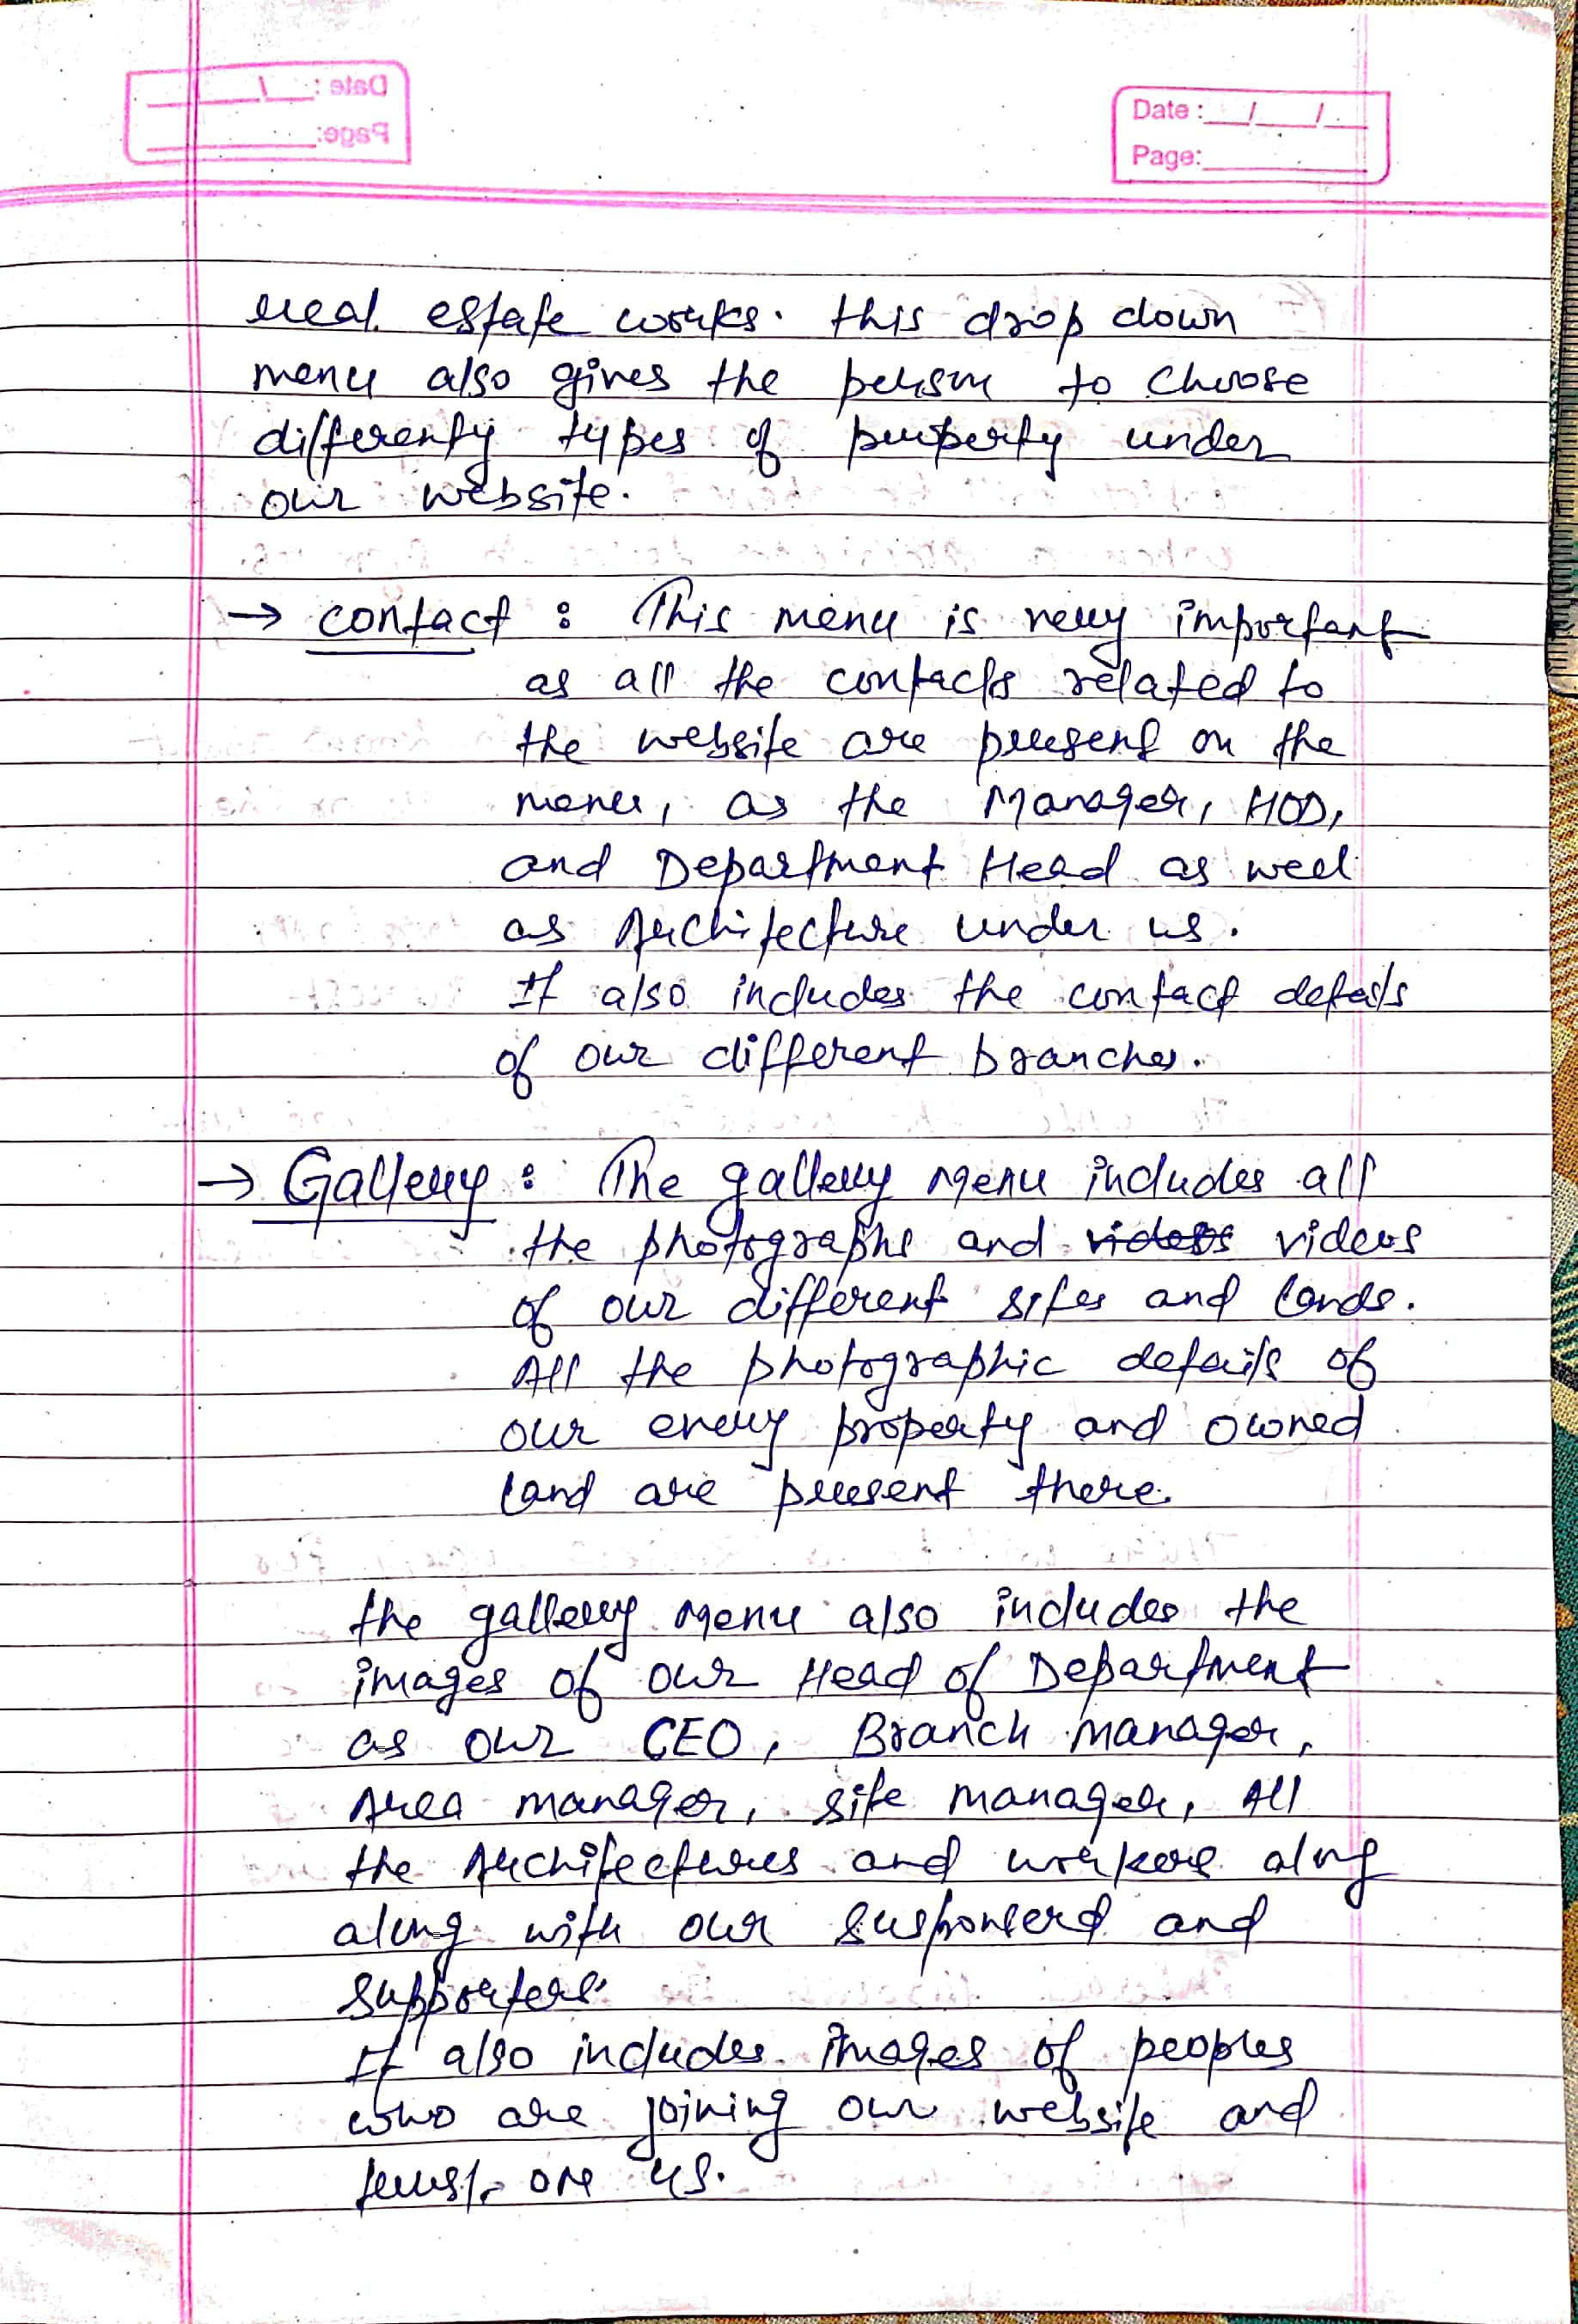 Date : __/__/__
Page: ______
real estate works. this drop down
menu also gives the person to choose
differenty types of property under
our website.
→ contact : This menu is very important
as all the contacts related to
the website are present on the
menu, as the Manager, HOD,
and Department Head as well
as Architecture under us.
It also includes the contact details
of our different branches.
→ Gallery : The gallery menu includes all
the photographs and videos videos
of our different sites and lands.
All the photographic details of
our every property and owned
land are present there.
the gallery menu also includes the
images of our Head of Department
as our CEO, Branch Manager,
Area manager, site manager, All
the Architectures and workers along
along with our susponserd and
supporters.
It also includes images of peoples
who are joining our website and
trusts one us.